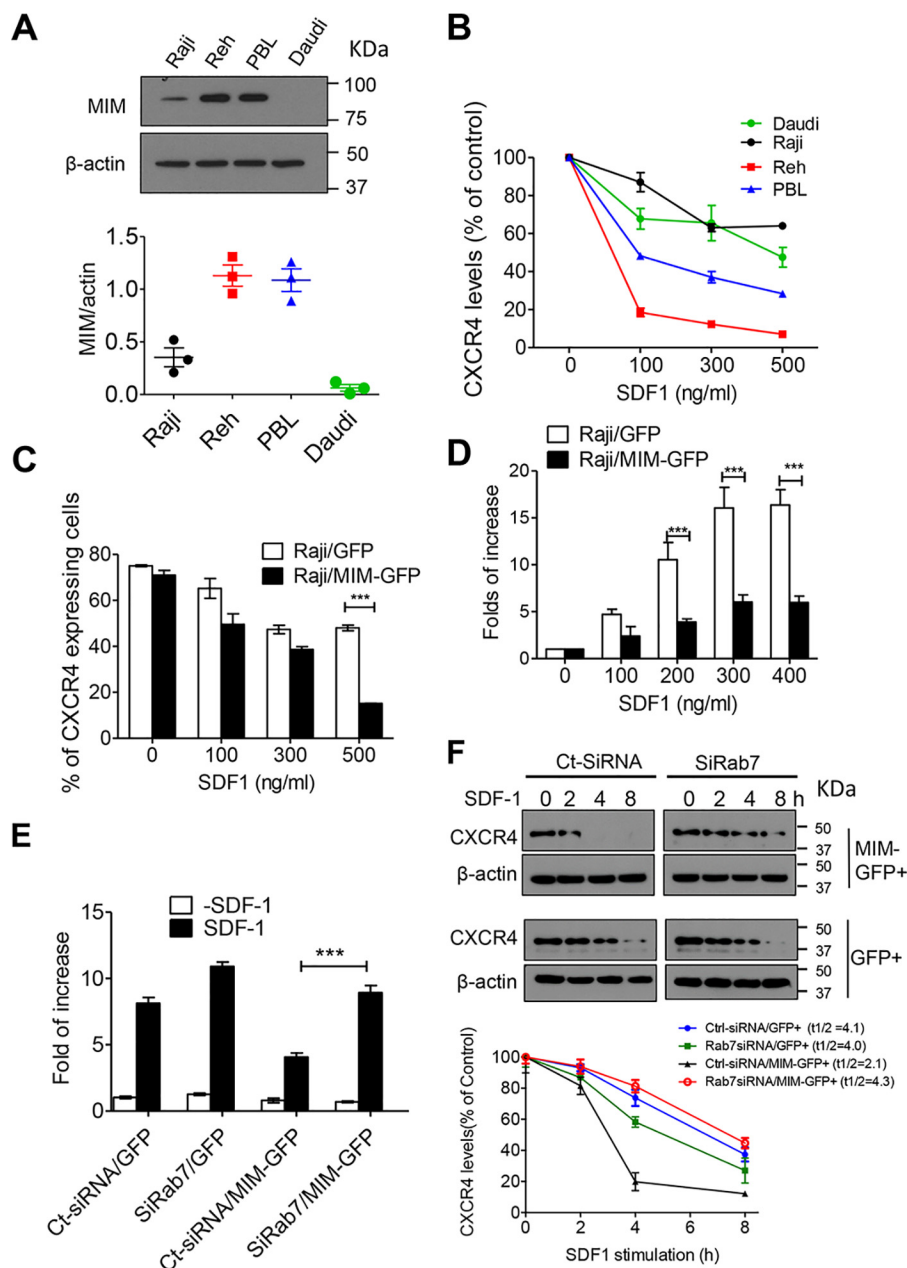 A
Raji Reh PBL Daudi KDa
MIM
100
75
β-actin
50
37
MIM/actin
1.5
1.0
0.5
0.0
Raji Reh PBL Daudi
B
Daudi
Raji
Reh
PBL
CXCR4 levels (% of control)
100
80
60
40
20
0
0 100 300 500
SDF1 (ng/ml)
C
Raji/GFP
Raji/MIM-GFP
***
% of CXCR4 expressing cells
80
60
40
20
0
0 100 300 500
SDF1 (ng/ml)
D
Raji/GFP
Raji/MIM-GFP
*** *** ***
Folds of increase
20
15
10
5
0
0 100 200 300 400
SDF1 (ng/ml)
E
-SDF-1
SDF-1
***
Fold of increase
15
10
5
0
Ct-siRNA/GFP
SiRab7/GFP
Ct-siRNA/MIM-GFP
SiRab7/MIM-GFP
F
Ct-SiRNA SiRab7 KDa
SDF-1 0 2 4 8 0 2 4 8 h
CXCR4
50
37
β-actin
50
37
MIM-
GFP+
CXCR4
50
37
β-actin
50
37
GFP+
Ctrl-siRNA/GFP+ (t1/2 =4.1)
Rab7siRNA/GFP+ (t1/2=4.0)
Ctrl-siRNA/MIM-GFP+ (t1/2=2.1)
Rab7siRNA/MIM-GFP+ (t1/2=4.3)
CXCR4 levels(% of Control)
100
80
60
40
20
0
0 2 4 6 8
SDF1 stimulation (h)